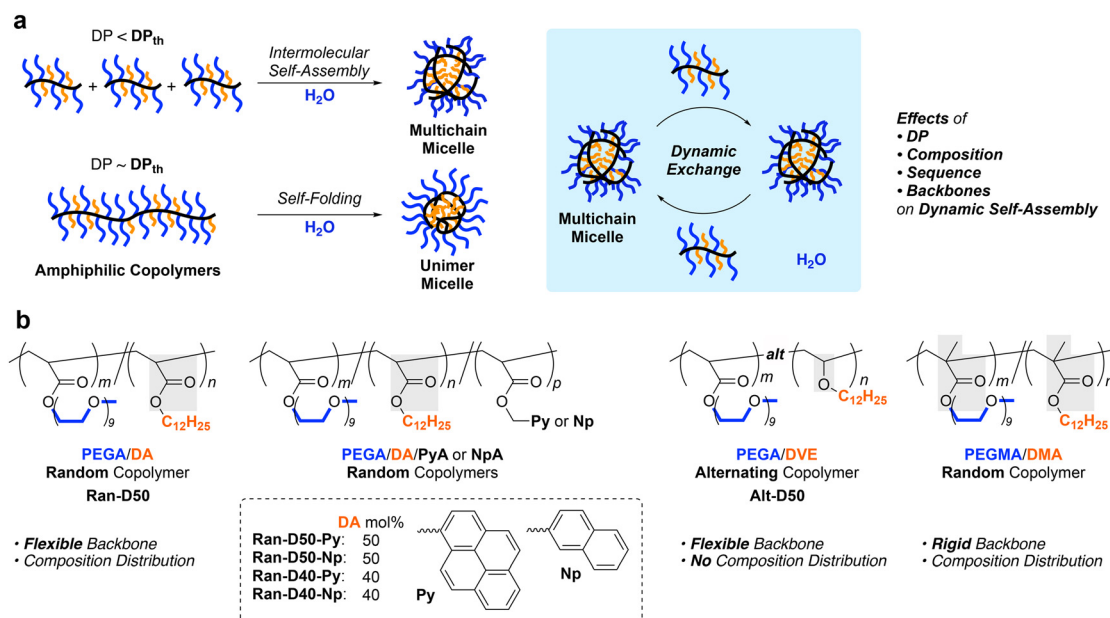 a
DP < DPth
Intermolecular
Self-Assembly
H2O
+ +
Multichain
Micelle
DP ~ DPth
Self-Folding
H2O
Amphiphilic Copolymers
Unimer
Micelle
Dynamic
Exchange
Multichain
Micelle
H2O
Effects of
• DP
• Composition
• Sequence
• Backbones
on Dynamic Self-Assembly
b
m n
O O
O O
O 9
C12H25
PEGA/DA
Random Copolymer
Ran-D50
• Flexible Backbone
• Composition Distribution
m n p
O O O
O O O
O 9
C12H25
Py or Np
PEGA/DA/PyA or NpA
Random Copolymers
DA mol%
Ran-D50-Py: 50
Ran-D50-Np: 50
Ran-D40-Py: 40
Ran-D40-Np: 40
Py
Np
alt
m n
O O
O C12H25
O 9
PEGA/DVE
Alternating Copolymer
Alt-D50
• Flexible Backbone
• No Composition Distribution
m n
O O
O O
O 9
C12H25
PEGMA/DMA
Random Copolymer
• Rigid Backbone
• Composition Distribution